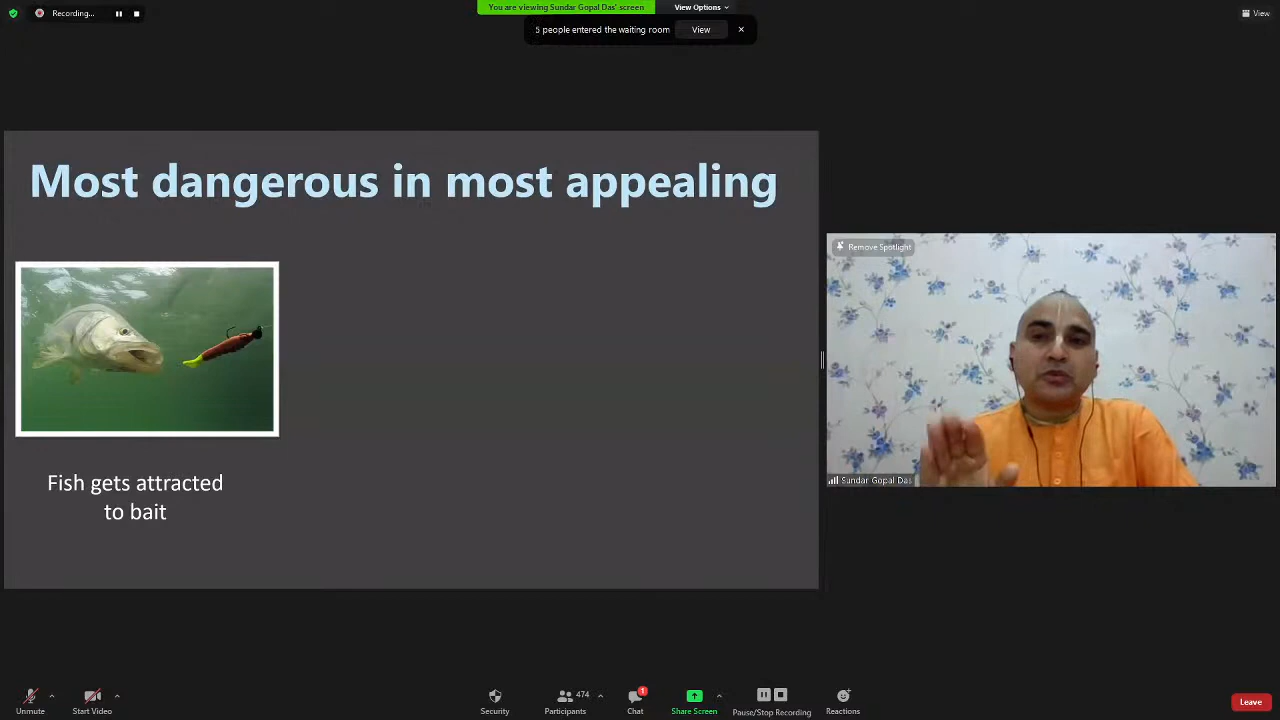 Recording...
You are viewing Sundar Gopal Das' screen
View Options
View
5 people entered the waiting room
View
Most dangerous in most appealing
Fish gets attracted
to bait
Remove Spotlight
Sundar Gopal Das
Unmute
Start Video
Security
Participants
474
Chat
1
Share Screen
Pause/Stop Recording
Reactions
Leave